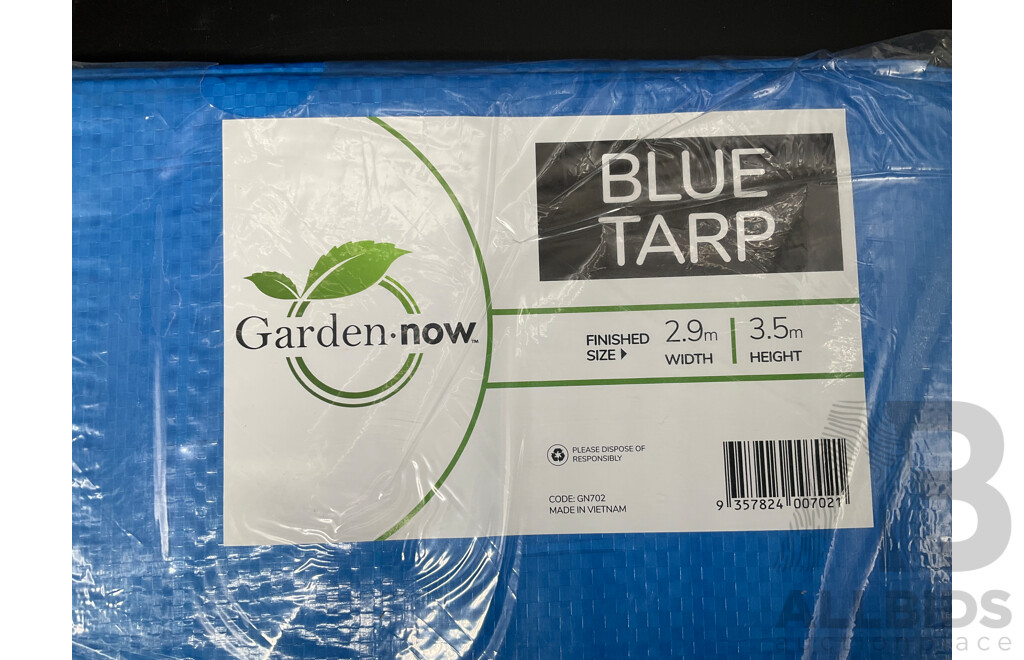 BLUE
TARP
Garden·now™
FINISHED
SIZE
2.9m
WIDTH
3.5m
HEIGHT
PLEASE DISPOSE OF
RESPONSIBLY
CODE: GN702
MADE IN VIETNAM
9 357824 007021
AB
ALLBIDS